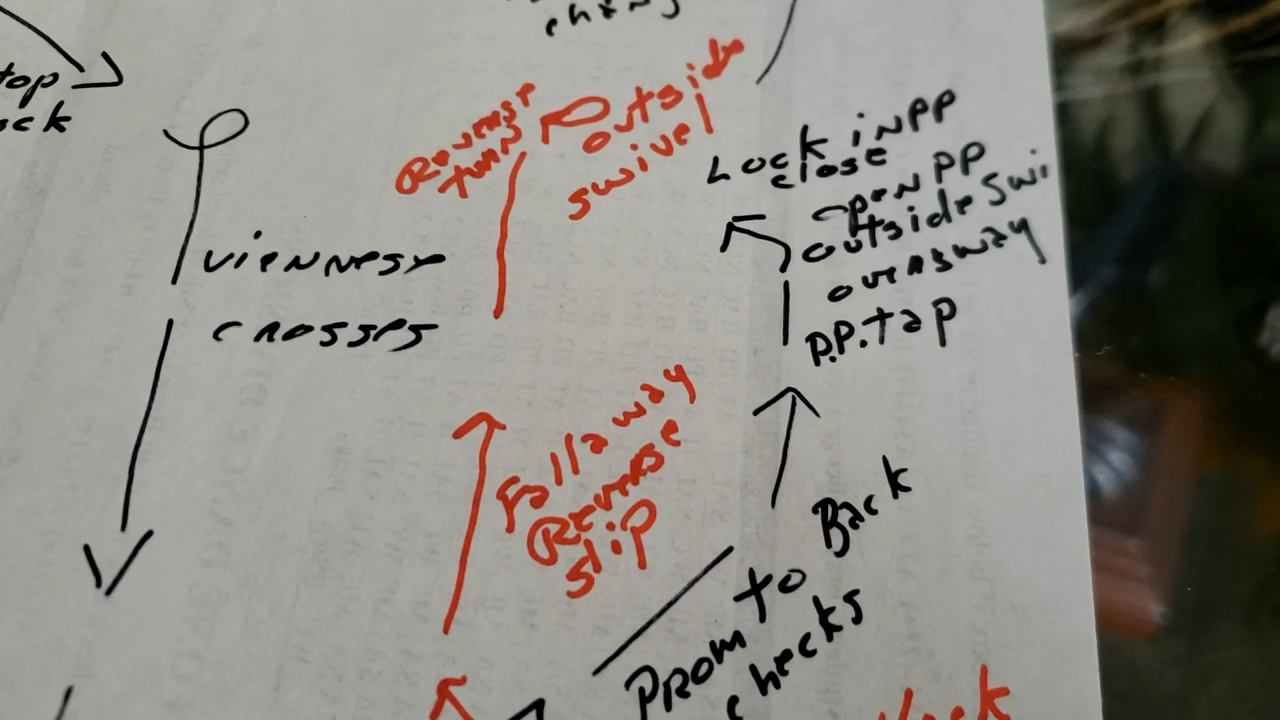 top
Reverse
turn
outside
swivel
Lock in PP
close
open PP
outside swi
oversway
P.P. tap
viennese
crosses
Fallaway
Reverse
slip
Prom to Back
checks